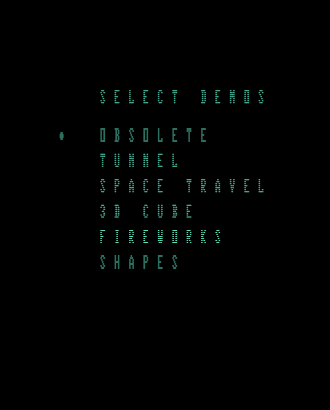 SELECT DEMOS
* OBSOLETE
TUNNEL
SPACE TRAVEL
3D CUBE
FIREWORKS
SHAPES